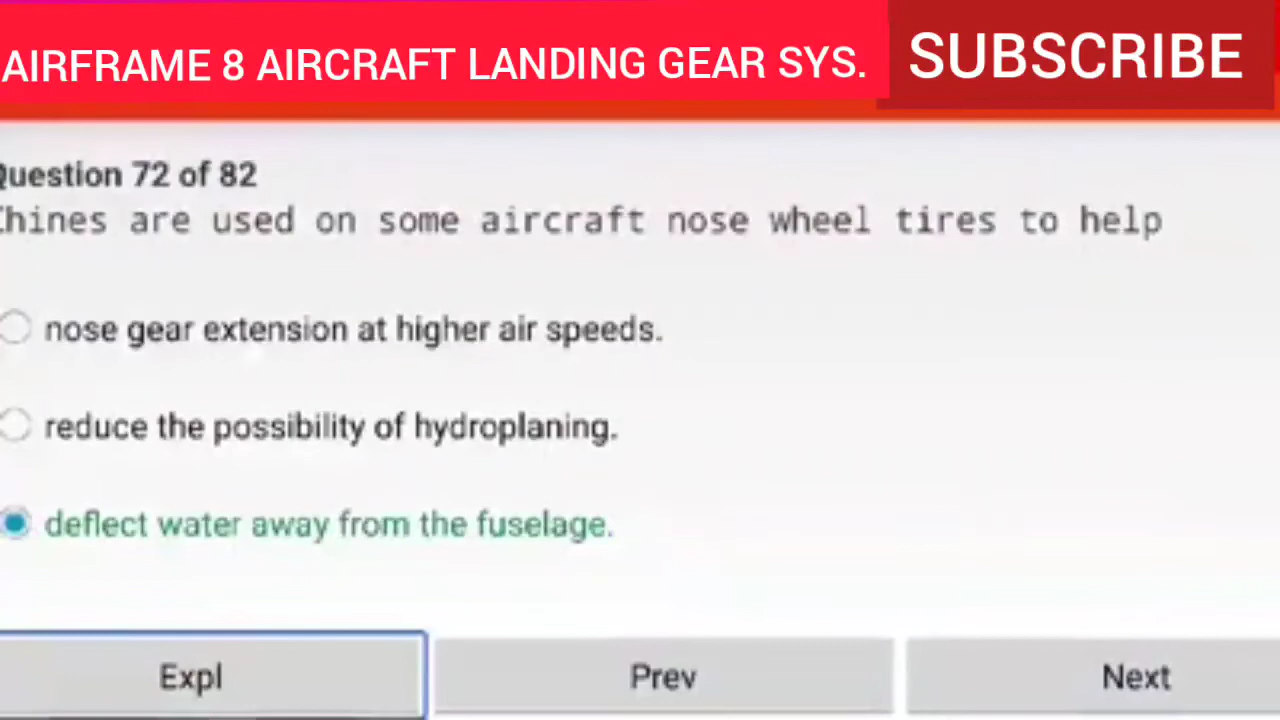 AIRFRAME 8 AIRCRAFT LANDING GEAR SYS.
SUBSCRIBE
Question 72 of 82
Chines are used on some aircraft nose wheel tires to help
nose gear extension at higher air speeds.
reduce the possibility of hydroplaning.
deflect water away from the fuselage.
Expl
Prev
Next